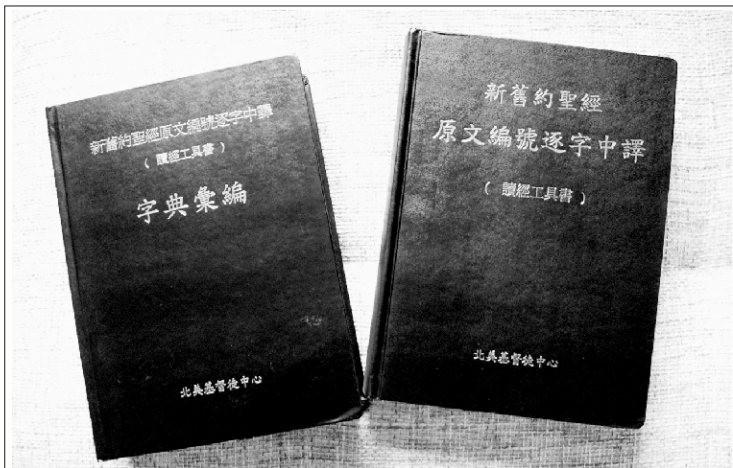 新舊約聖經原文編號逐字中譯
( 讀經工具書 )
字典彙編
北美基督徒中心
新舊約聖經
原文編號逐字中譯
( 讀經工具書 )
北美基督徒中心